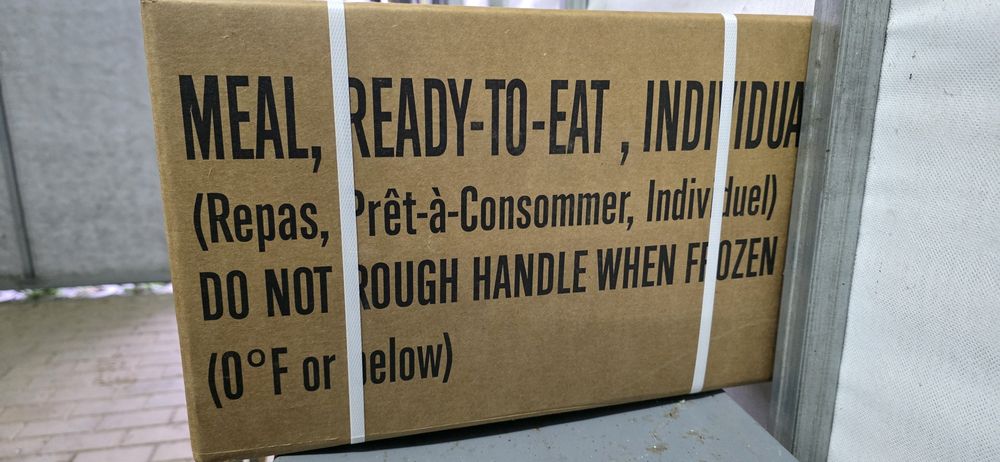 MEAL, READY-TO-EAT , INDIVIDUA
(Repas, Prêt-à-Consommer, Individuel)
DO NOT ROUGH HANDLE WHEN FROZEN
(0°F or below)